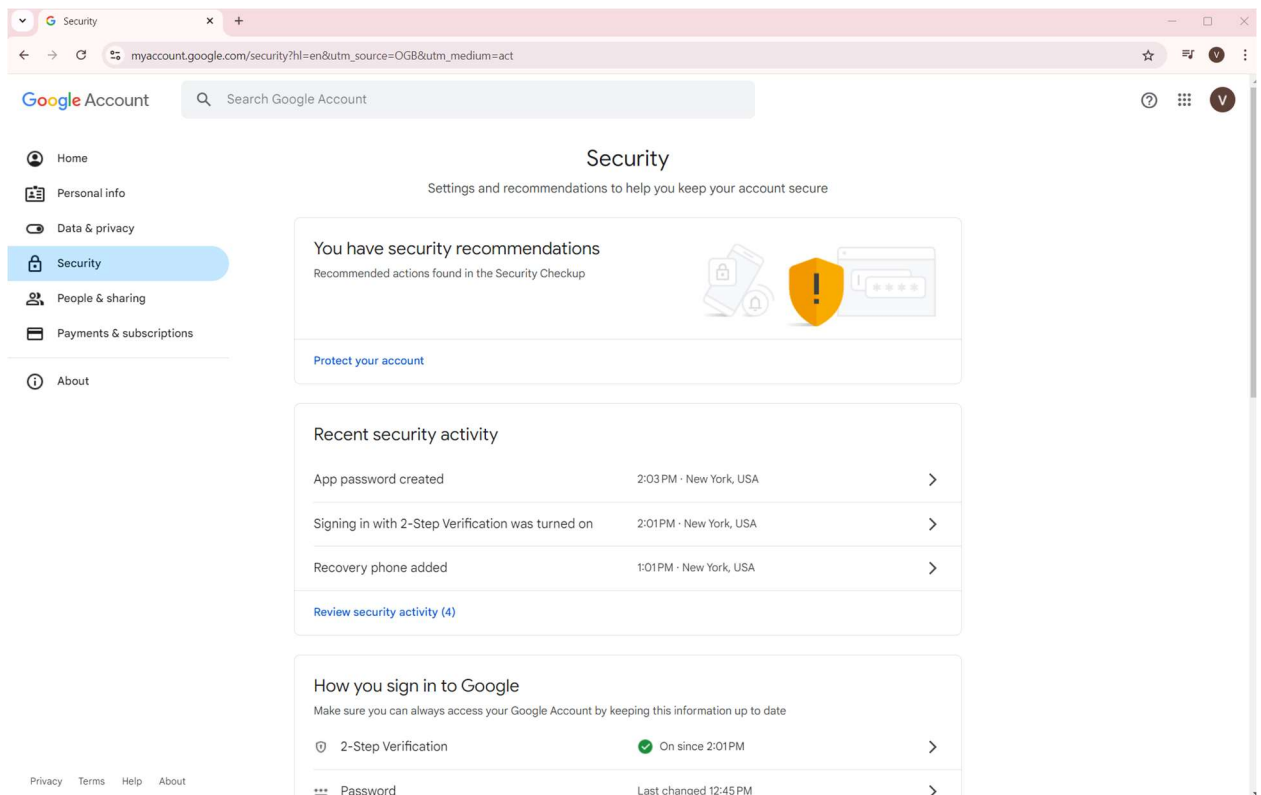 Security
myaccount.google.com/security?hl=en&utm_source=OGB&utm_medium=act
V
Google Account
Search Google Account
V
Home
Personal info
Data & privacy
Security
People & sharing
Payments & subscriptions
About
Security
Settings and recommendations to help you keep your account secure
You have security recommendations
Recommended actions found in the Security Checkup
Protect your account
Recent security activity
App password created 2:03 PM · New York, USA
Signing in with 2-Step Verification was turned on 2:01 PM · New York, USA
Recovery phone added 1:01 PM · New York, USA
Review security activity (4)
How you sign in to Google
Make sure you can always access your Google Account by keeping this information up to date
2-Step Verification On since 2:01 PM
Password Last changed 12:45 PM
Privacy Terms Help About